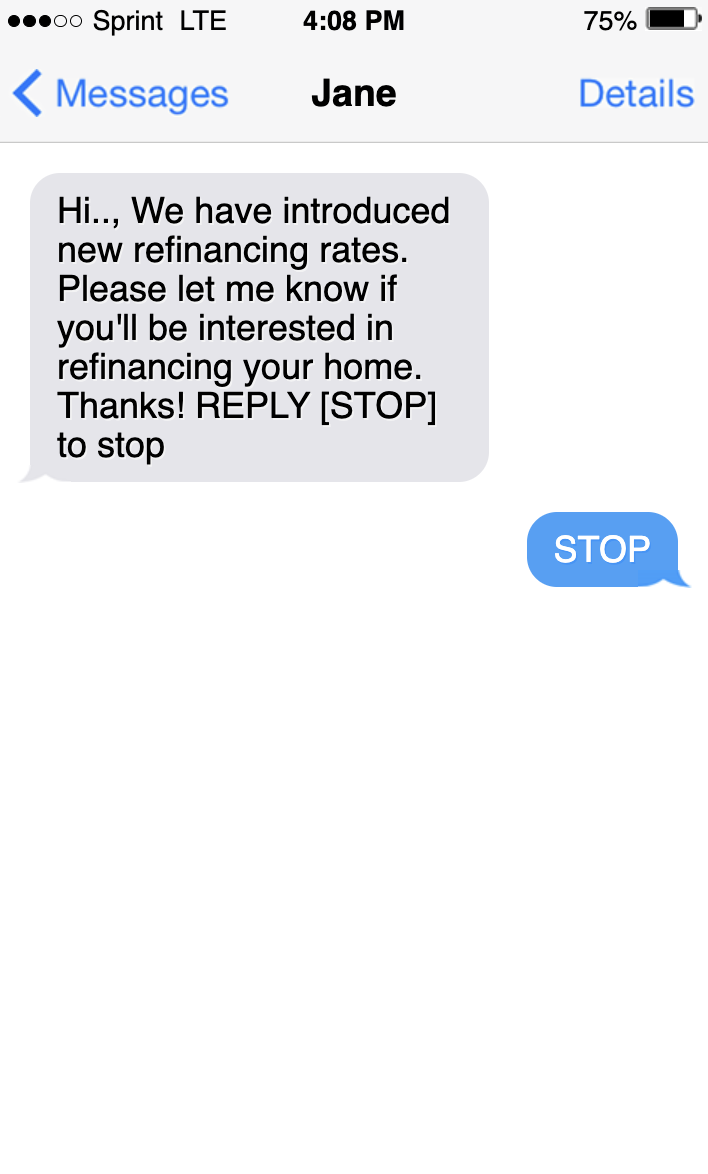 Sprint LTE 4:08 PM 75%
Messages Jane Details
Hi.., We have introduced
new refinancing rates.
Please let me know if
you'll be interested in
refinancing your home.
Thanks! REPLY [STOP]
to stop
STOP